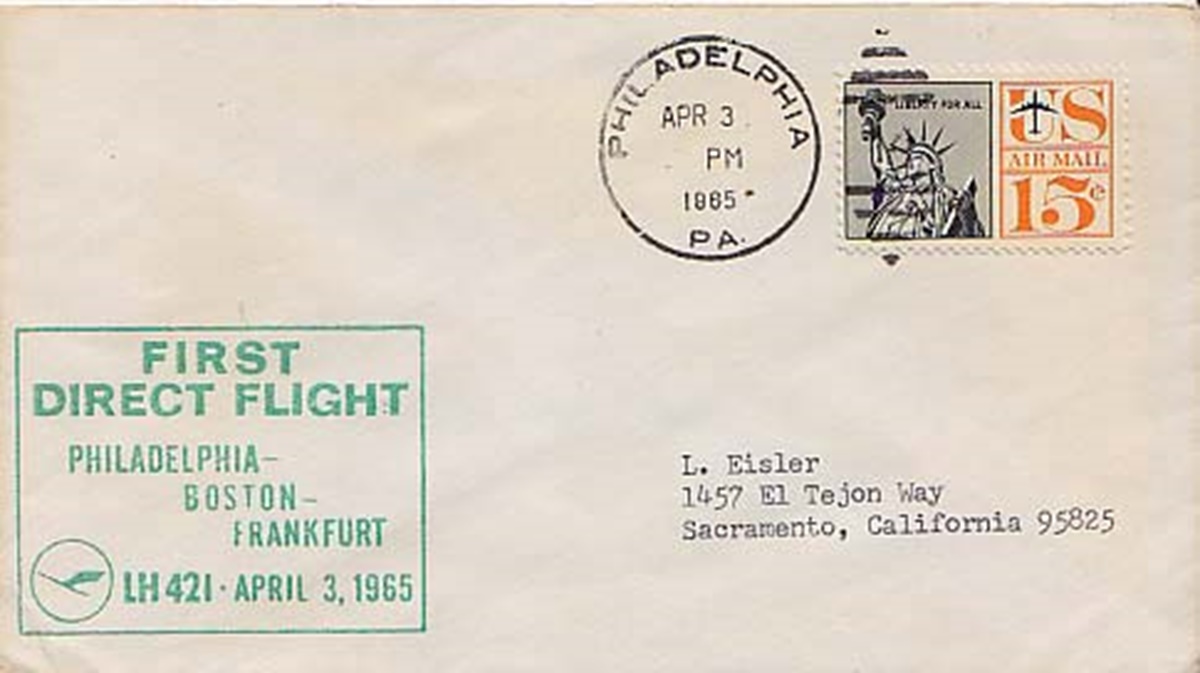 PHILADELPHIA
APR 3
PM
1965
PA.
LIBERTY FOR ALL
US
AIR MAIL
15¢
FIRST
DIRECT FLIGHT
PHILADELPHIA-
BOSTON-
FRANKFURT
LH 421 · APRIL 3, 1965
L. Eisler
1457 El Tejon Way
Sacramento, California 95825